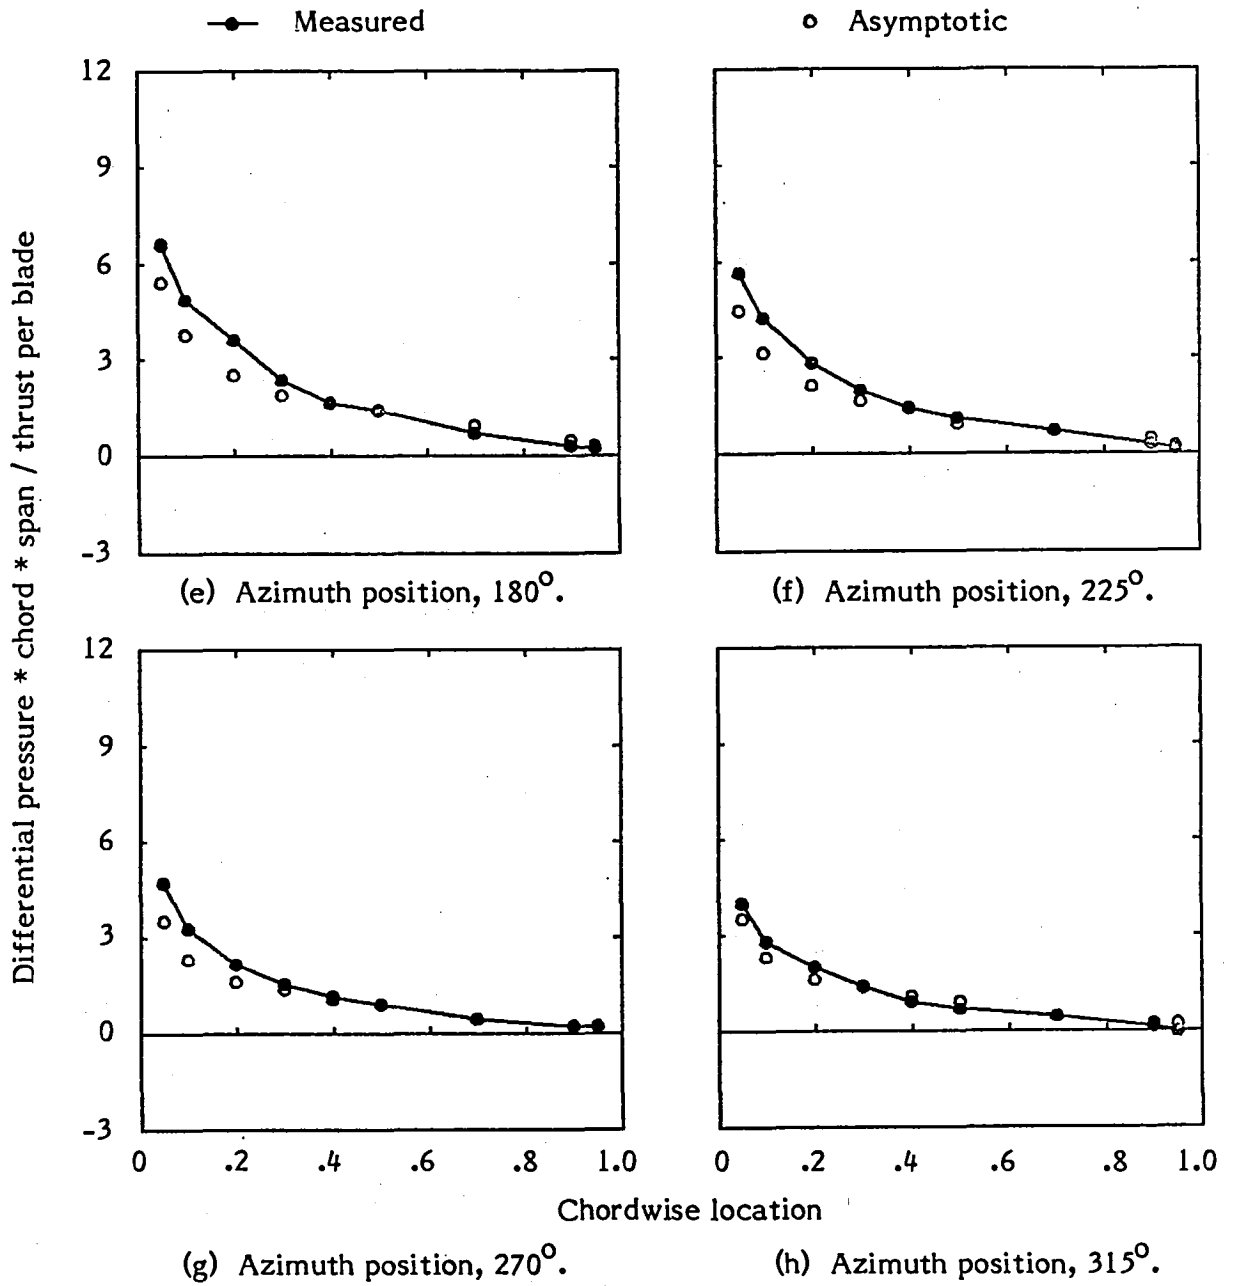 Measured
Asymptotic
Differential pressure * chord * span / thrust per blade
12
9
6
3
0
-3
(e) Azimuth position, 180°.
(f) Azimuth position, 225°.
12
9
6
3
0
-3
0 .2 .4 .6 .8 1.0
0 .2 .4 .6 .8 1.0
Chordwise location
(g) Azimuth position, 270°.
(h) Azimuth position, 315°.